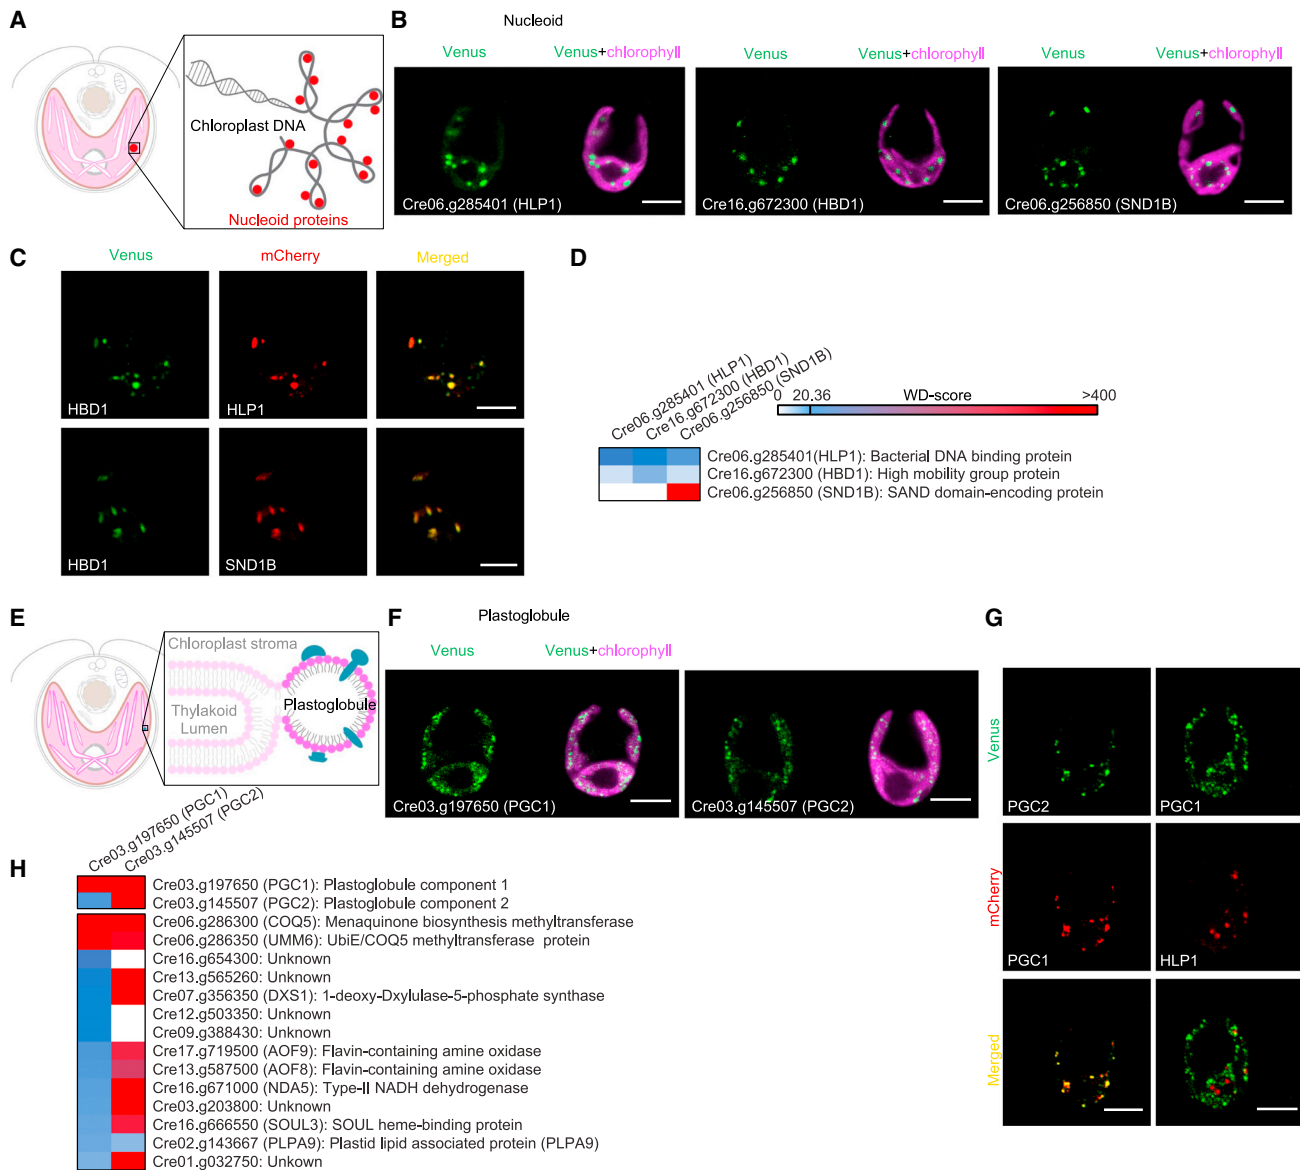 A
Chloroplast DNA
Nucleoid proteins
B
Nucleoid
Venus
Venus+chlorophyll
Venus
Venus+chlorophyll
Venus
Venus+chlorophyll
Cre06.g285401 (HLP1)
Cre16.g672300 (HBD1)
Cre06.g256850 (SND1B)
C
Venus
mCherry
Merged
HBD1
HLP1
HBD1
SND1B
D
Cre06.g285401 (HLP1)
Cre16.g672300 (HBD1)
Cre06.g256850 (SND1B)
0 20.36 WD-score >400
Cre06.g285401(HLP1): Bacterial DNA binding protein
Cre16.g672300 (HBD1): High mobility group protein
Cre06.g256850 (SND1B): SAND domain-encoding protein
E
Chloroplast stroma
Thylakoid
Lumen
Plastoglobule
F
Plastoglobule
Venus
Venus+chlorophyll
Cre03.g197650 (PGC1)
Cre03.g145507 (PGC2)
G
Venus
PGC2
PGC1
mCherry
PGC1
HLP1
Merged
H
Cre03.g197650 (PGC1)
Cre03.g145507 (PGC2)
Cre03.g197650 (PGC1): Plastoglobule component 1
Cre03.g145507 (PGC2): Plastoglobule component 2
Cre06.g286300 (COQ5): Menaquinone biosynthesis methyltransferase
Cre06.g286350 (UMM6): UbiE/COQ5 methyltransferase protein
Cre16.g654300: Unknown
Cre13.g565260: Unknown
Cre07.g356350 (DXS1): 1-deoxy-Dxylulase-5-phosphate synthase
Cre12.g503350: Unknown
Cre09.g388430: Unknown
Cre17.g719500 (AOF9): Flavin-containing amine oxidase
Cre13.g587500 (AOF8): Flavin-containing amine oxidase
Cre16.g671000 (NDA5): Type-II NADH dehydrogenase
Cre03.g203800: Unknown
Cre16.g666550 (SOUL3): SOUL heme-binding protein
Cre02.g143667 (PLPA9): Plastid lipid associated protein (PLPA9)
Cre01.g032750: Unkown